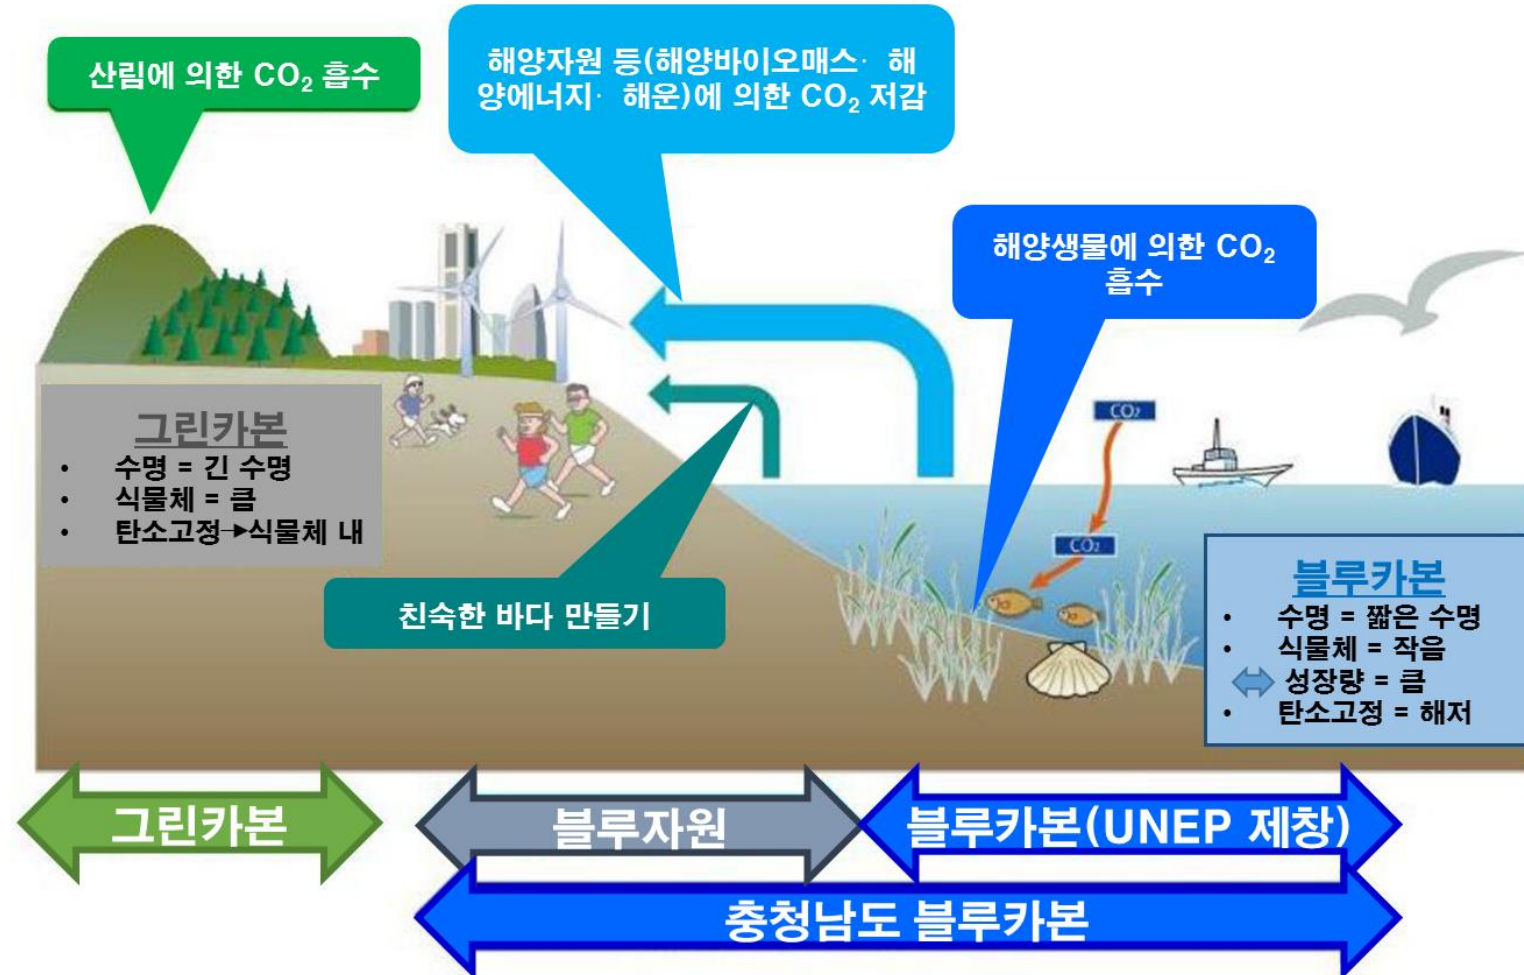 산림에 의한 CO₂ 흡수
해양자원 등(해양바이오매스· 해
양에너지· 해운)에 의한 CO₂ 저감
해양생물에 의한 CO₂
흡수
그린카본
• 수명 = 긴 수명
• 식물체 = 큼
• 탄소고정→식물체 내
CO₂
CO₂
친숙한 바다 만들기
블루카본
• 수명 = 짧은 수명
• 식물체 = 작음
성장량 = 큼
• 탄소고정 = 해저
그린카본
블루자원
블루카본(UNEP 제창)
충청남도 블루카본